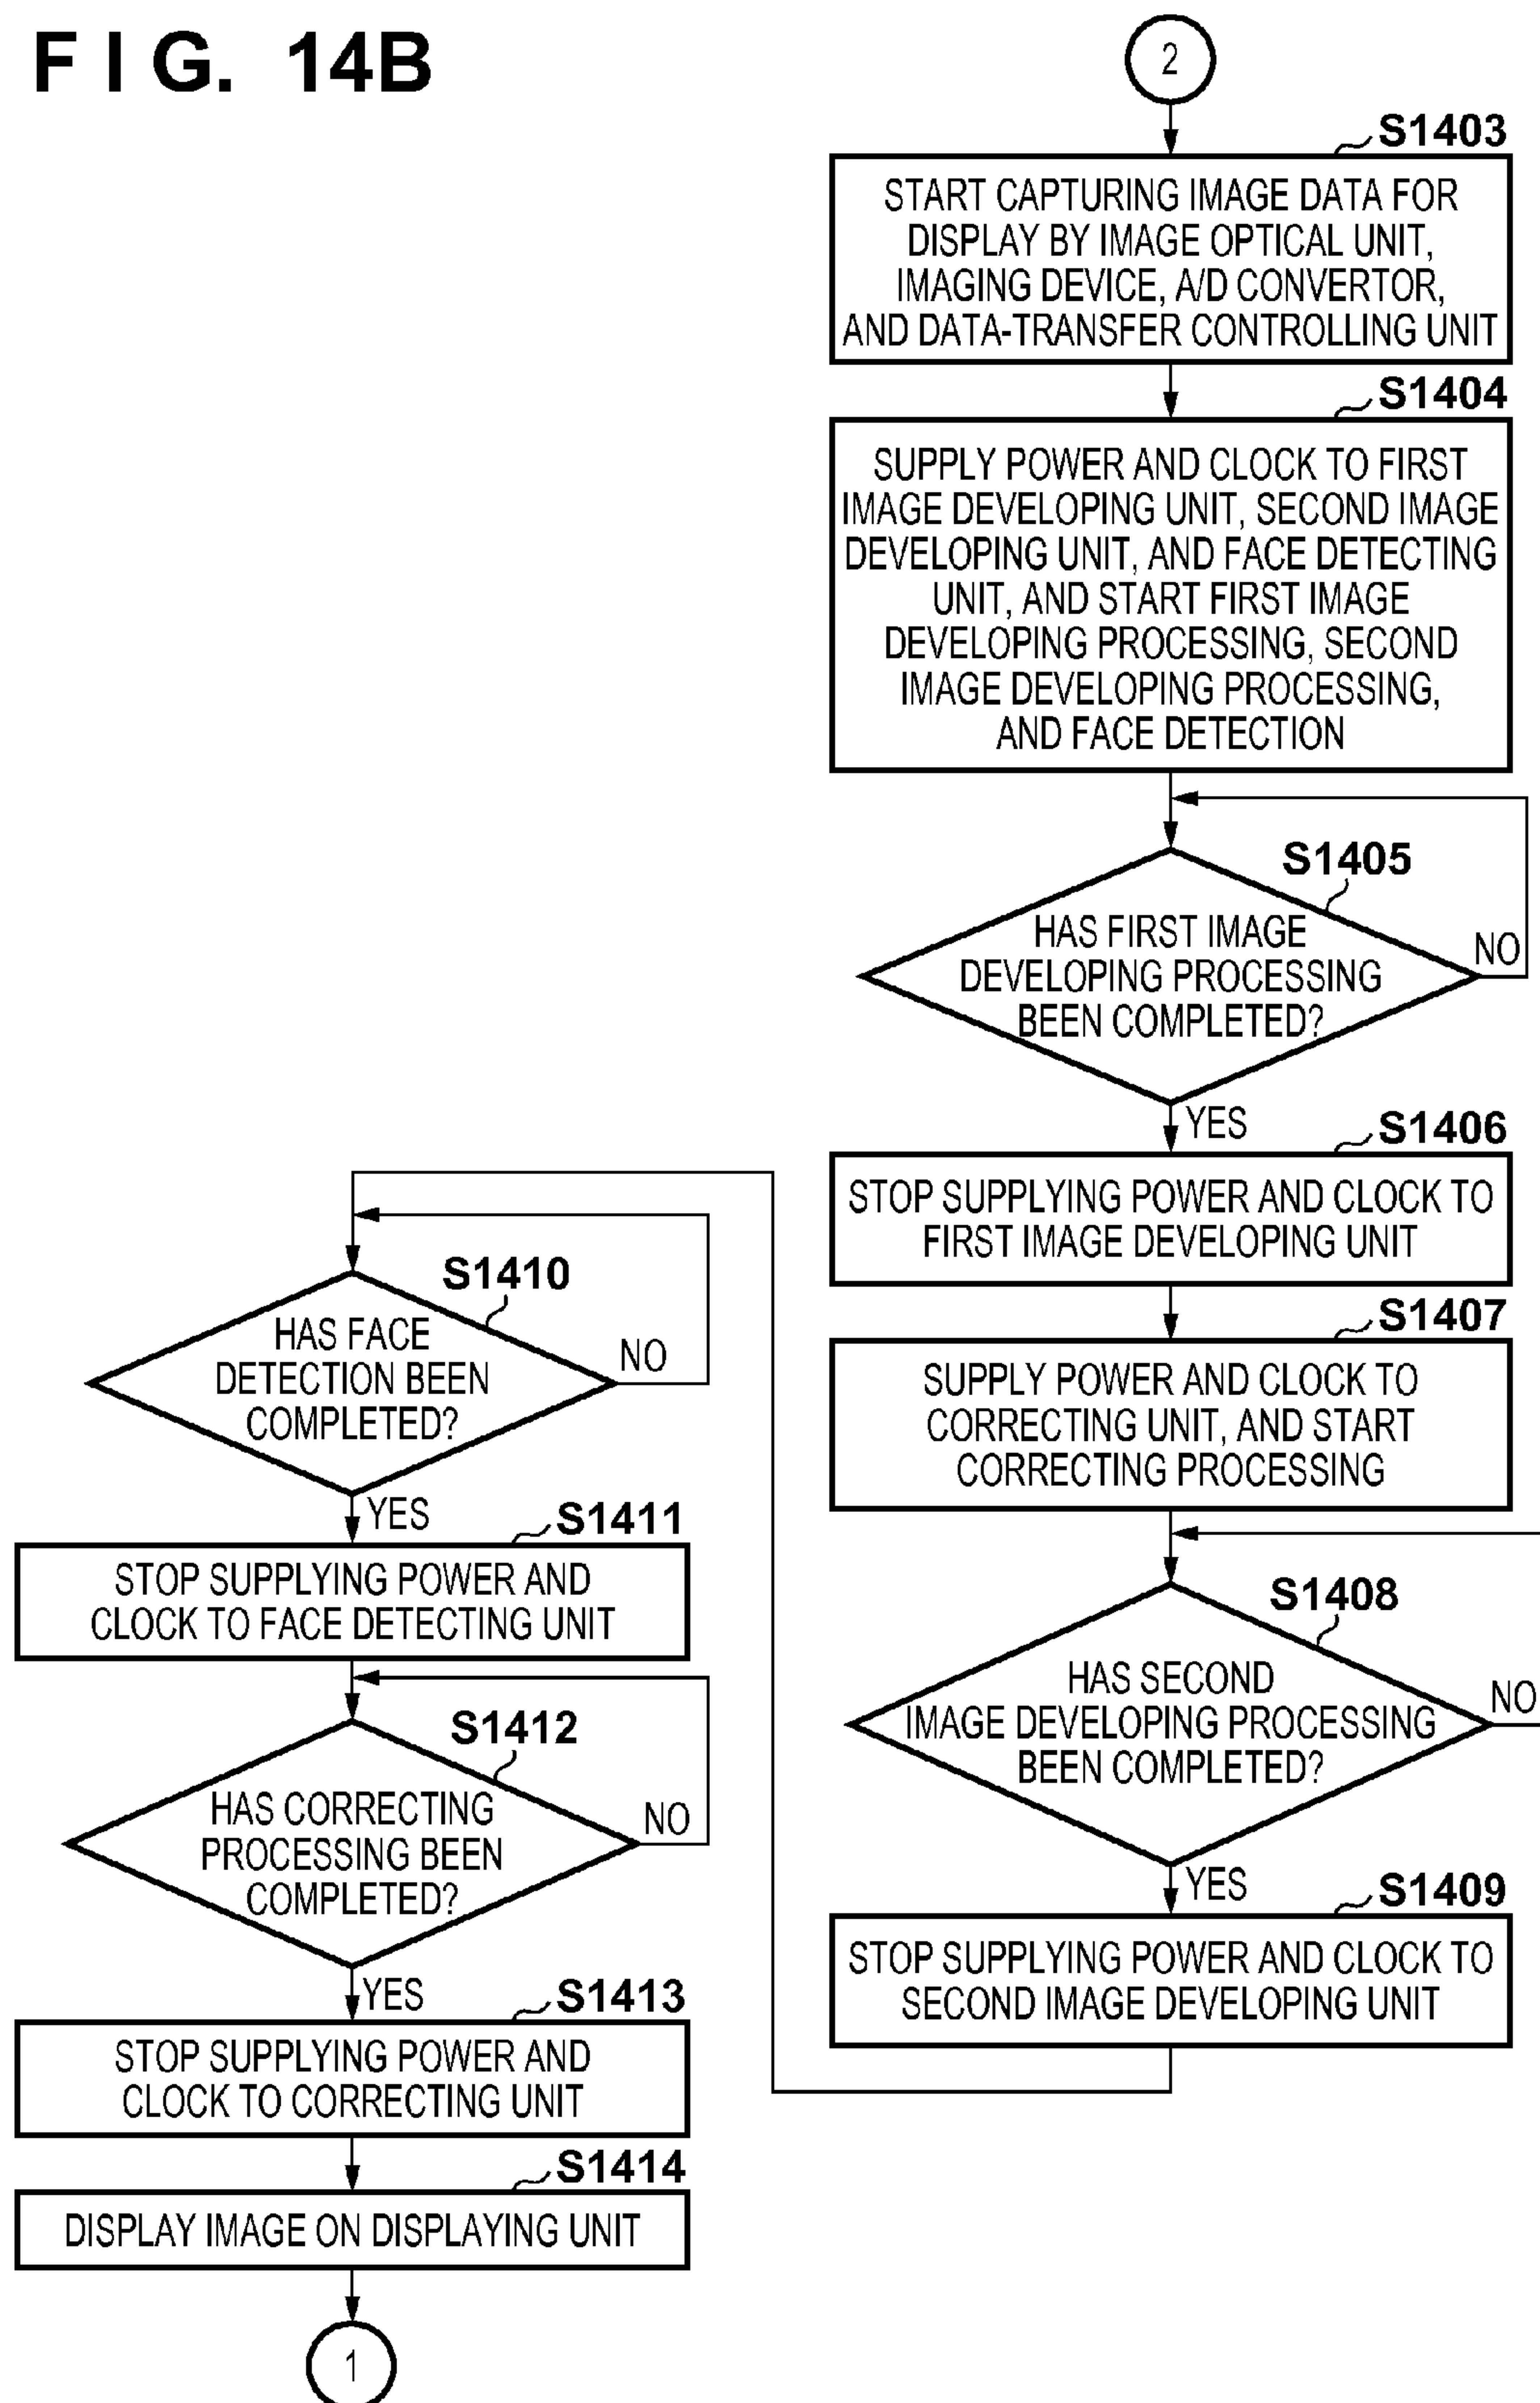 FIG. 14B
2
S1403
START CAPTURING IMAGE DATA FOR
DISPLAY BY IMAGE OPTICAL UNIT,
IMAGING DEVICE, A/D CONVERTOR,
AND DATA-TRANSFER CONTROLLING UNIT
S1404
SUPPLY POWER AND CLOCK TO FIRST
IMAGE DEVELOPING UNIT, SECOND IMAGE
DEVELOPING UNIT, AND FACE DETECTING
UNIT, AND START FIRST IMAGE
DEVELOPING PROCESSING, SECOND
IMAGE DEVELOPING PROCESSING,
AND FACE DETECTION
S1405
HAS FIRST IMAGE
DEVELOPING PROCESSING
BEEN COMPLETED?
NO
YES
S1406
STOP SUPPLYING POWER AND CLOCK TO
FIRST IMAGE DEVELOPING UNIT
S1407
SUPPLY POWER AND CLOCK TO
CORRECTING UNIT, AND START
CORRECTING PROCESSING
S1408
HAS SECOND
IMAGE DEVELOPING PROCESSING
BEEN COMPLETED?
NO
YES
S1409
STOP SUPPLYING POWER AND CLOCK TO
SECOND IMAGE DEVELOPING UNIT
S1410
HAS FACE
DETECTION BEEN
COMPLETED?
NO
YES
S1411
STOP SUPPLYING POWER AND
CLOCK TO FACE DETECTING UNIT
S1412
HAS CORRECTING
PROCESSING BEEN
COMPLETED?
NO
YES
S1413
STOP SUPPLYING POWER AND
CLOCK TO CORRECTING UNIT
S1414
DISPLAY IMAGE ON DISPLAYING UNIT
1